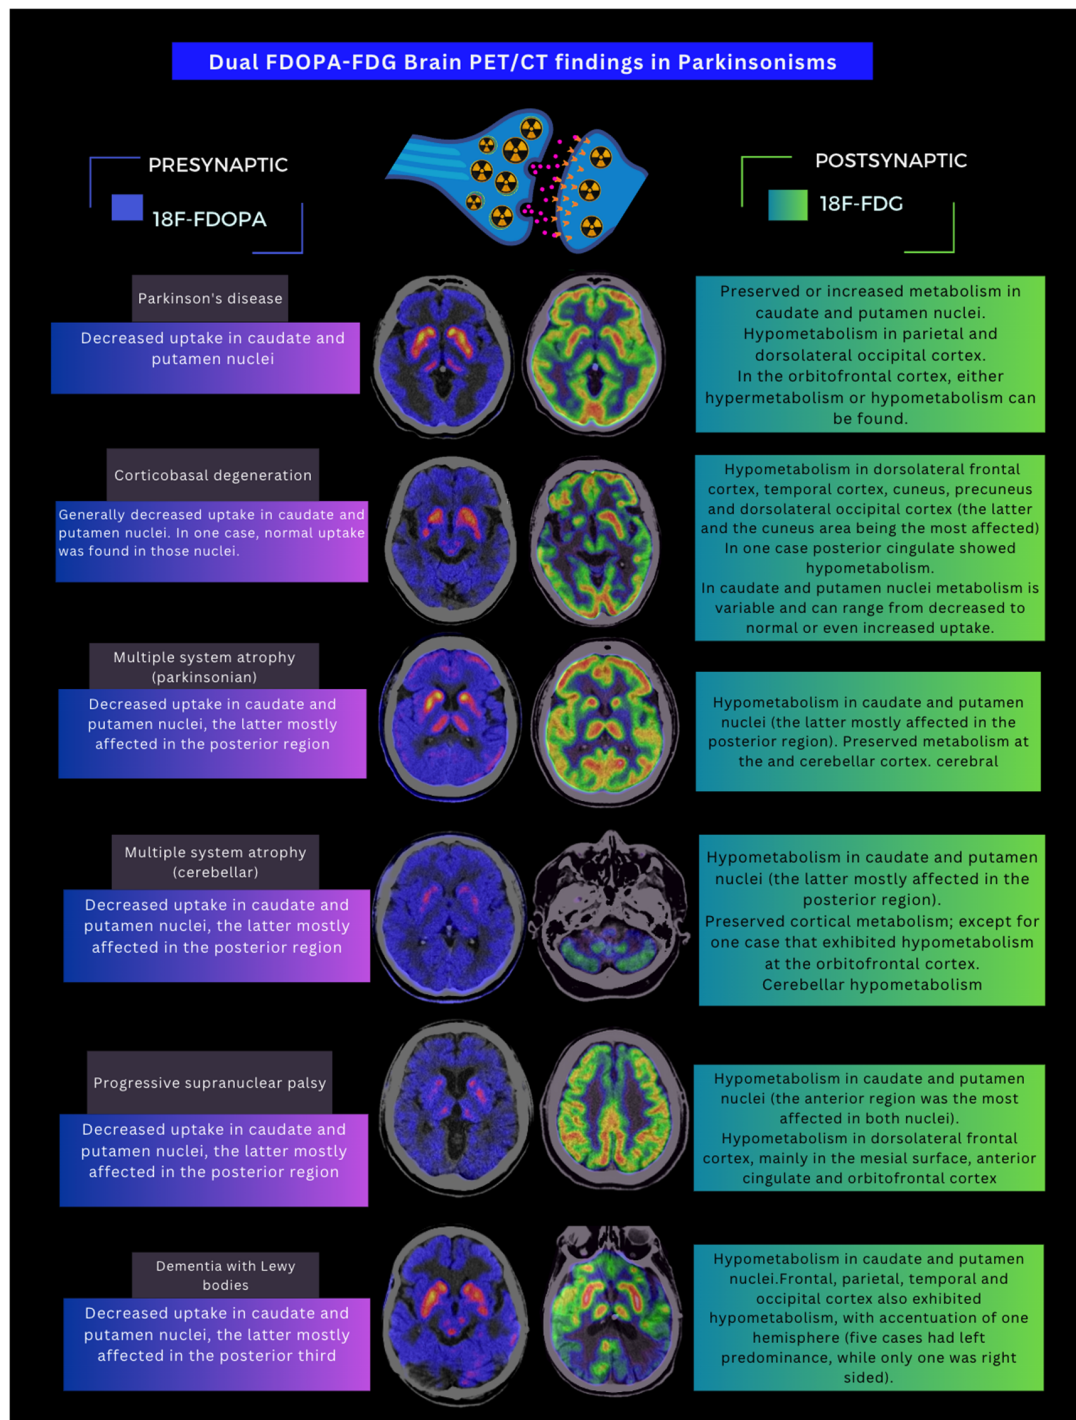 Dual FDOPA-FDG Brain PET/CT findings in Parkinsonisms
PRESYNAPTIC
18F-FDOPA
POSTSYNAPTIC
18F-FDG
Parkinson's disease
Decreased uptake in caudate and
putamen nuclei
Preserved or increased metabolism in
caudate and putamen nuclei.
Hypometabolism in parietal and
dorsolateral occipital cortex.
In the orbitofrontal cortex, either
hypermetabolism or hypometabolism can
be found.
Corticobasal degeneration
Generally decreased uptake in caudate and
putamen nuclei. In one case, normal uptake
was found in those nuclei.
Hypometabolism in dorsolateral frontal
cortex, temporal cortex, cuneus, precuneus
and dorsolateral occipital cortex (the latter
and the cuneus area being the most affected)
In one case posterior cingulate showed
hypometabolism.
In caudate and putamen nuclei metabolism is
variable and can range from decreased to
normal or even increased uptake.
Multiple system atrophy
(parkinsonian)
Decreased uptake in caudate and
putamen nuclei, the latter mostly
affected in the posterior region
Hypometabolism in caudate and putamen
nuclei (the latter mostly affected in the
posterior region). Preserved metabolism at
the and cerebellar cortex. cerebral
Multiple system atrophy
(cerebellar)
Decreased uptake in caudate and
putamen nuclei, the latter mostly
affected in the posterior region
Hypometabolism in caudate and putamen
nuclei (the latter mostly affected in the
posterior region).
Preserved cortical metabolism; except for
one case that exhibited hypometabolism
at the orbitofrontal cortex.
Cerebellar hypometabolism
Progressive supranuclear palsy
Decreased uptake in caudate and
putamen nuclei, the latter mostly
affected in the posterior region
Hypometabolism in caudate and putamen
nuclei (the anterior region was the most
affected in both nuclei).
Hypometabolism in dorsolateral frontal
cortex, mainly in the mesial surface, anterior
cingulate and orbitofrontal cortex
Dementia with Lewy
bodies
Decreased uptake in caudate and
putamen nuclei, the latter mostly
affected in the posterior third
Hypometabolism in caudate and putamen
nuclei.Frontal, parietal, temporal and
occipital cortex also exhibited
hypometabolism, with accentuation of one
hemisphere (five cases had left
predominance, while only one was right
sided).